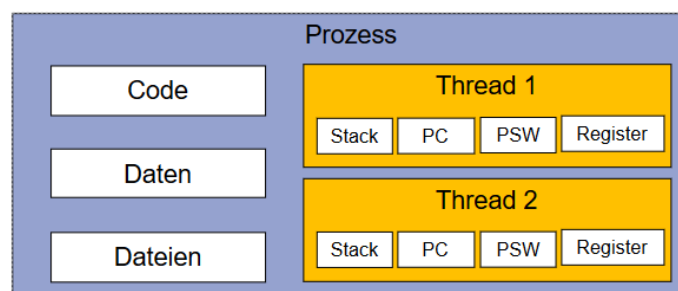 Prozess
Code
Daten
Dateien
Thread 1
Stack PC PSW Register
Thread 2
Stack PC PSW Register